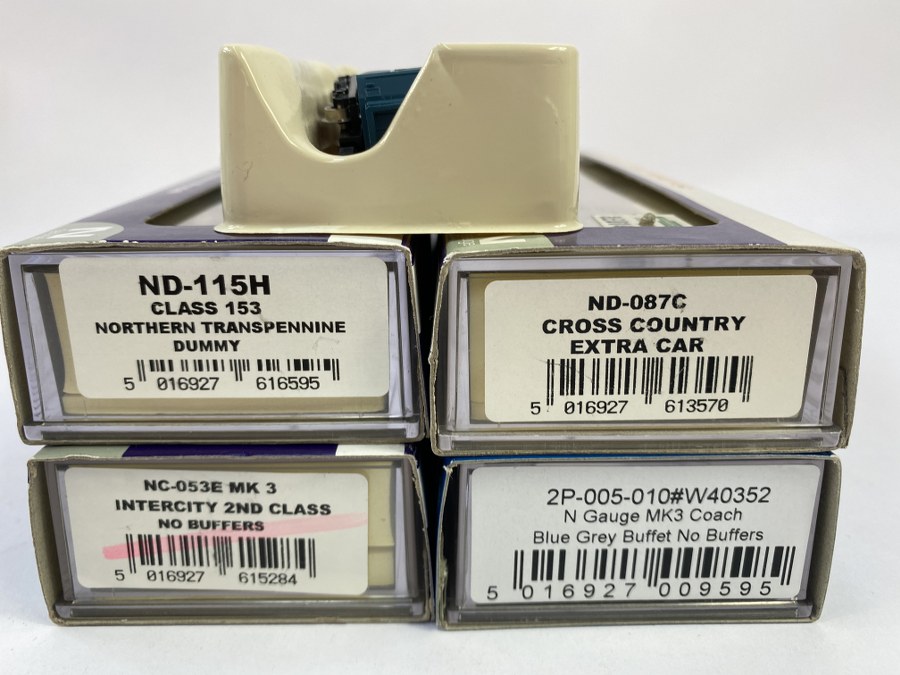 N
N
ND-115H
CLASS 153
NORTHERN TRANSPENNINE
DUMMY
5 016927 616595
ND-087C
CROSS COUNTRY
EXTRA CAR
5 016927 613570
NC-053E MK 3
INTERCITY 2ND CLASS
NO BUFFERS
5 016927 615284
2P-005-010#W40352
N Gauge MK3 Coach
Blue Grey Buffet No Buffers
5 016927 009595